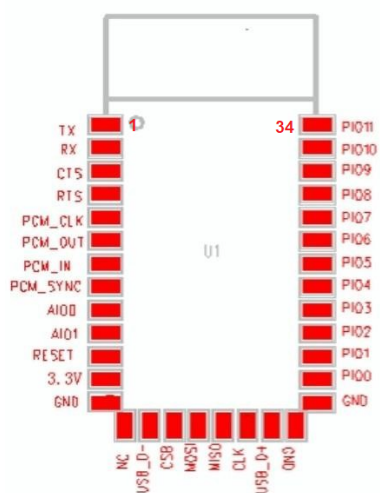 1
34
TX
RX
CTS
RTS
PCM_CLK
PCM_OUT
PCM_IN
PCM_SYNC
AIO0
AIO1
RESET
3.3V
GND
U1
PIO11
PIO10
PIO9
PIO8
PIO7
PIO6
PIO5
PIO4
PIO3
PIO2
PIO1
PIO0
GND
NC
USB_D-
CSB
MOSI
MISO
CLK
USB_D+
GND